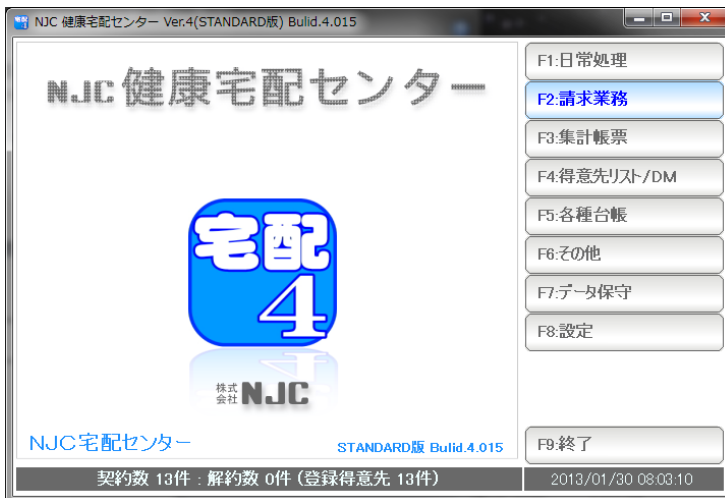 NJC 健康宅配センター Ver.4(STANDARD版) Bulid.4.015
NJC 健康宅配センター
宅配
4
株式
会社 NJC
NJC宅配センター
STANDARD版 Bulid.4.015
F1:日常処理
F2:請求業務
F3:集計帳票
F4:得意先リスト/DM
F5:各種台帳
F6:その他
F7:データ保守
F8:設定
F9:終了
契約数 13件 : 解約数 0件 (登録得意先 13件)
2013/01/30 08:03:10